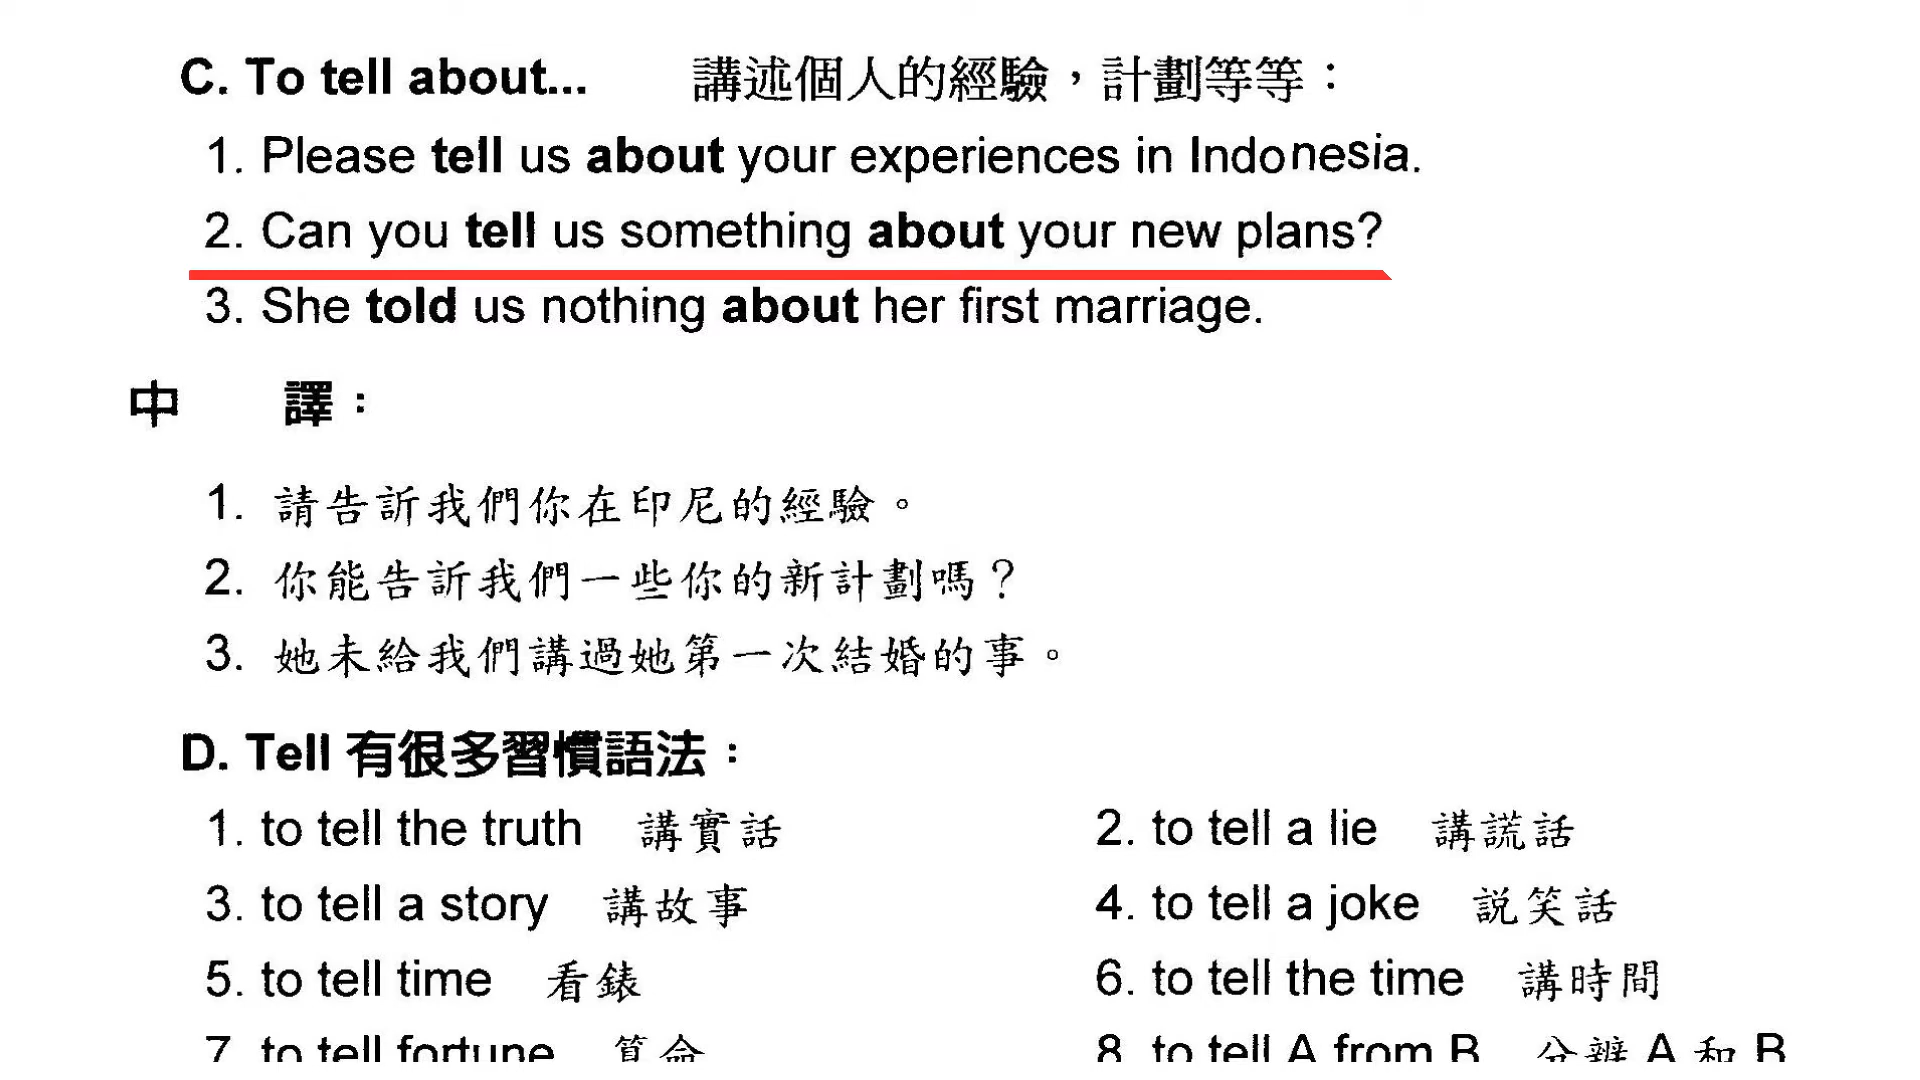 C. To tell about... 講述個人的經驗，計劃等等：
1. Please tell us about your experiences in Indonesia.
2. Can you tell us something about your new plans?
3. She told us nothing about her first marriage.
中 譯：
1. 請告訴我們你在印尼的經驗。
2. 你能告訴我們一些你的新計劃嗎？
3. 她未給我們講過她第一次結婚的事。
D. Tell 有很多習慣語法：
1. to tell the truth 講實話 2. to tell a lie 講謊話
3. to tell a story 講故事 4. to tell a joke 説笑話
5. to tell time 看錶 6. to tell the time 講時間
7. to tell fortune 算命 8. to tell A from B 分辨 A 和 B